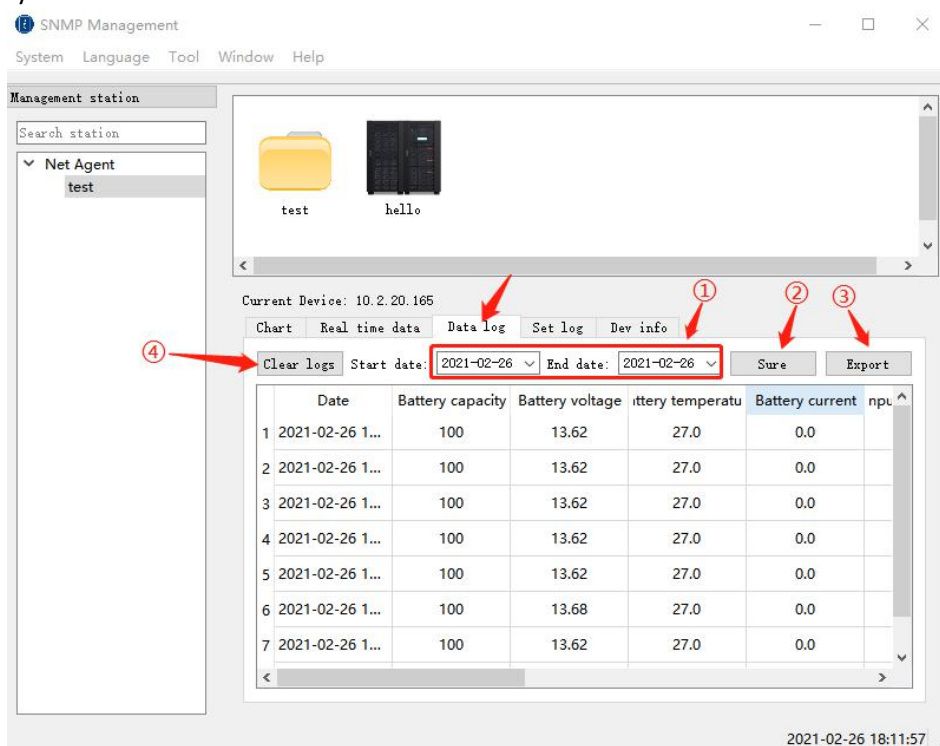 SNMP Management
System Language Tool Window Help
Management station
Search station
Net Agent
test
test hello
Current Device: 10.2.20.165
① ② ③
Chart Real time data Data log Set log Dev info
④
Clear logs Start date: 2021-02-26 End date: 2021-02-26 Sure Export
Date Battery capacity Battery voltage ittery temperatu Battery current npu
1 2021-02-26 1... 100 13.62 27.0 0.0
2 2021-02-26 1... 100 13.62 27.0 0.0
3 2021-02-26 1... 100 13.62 27.0 0.0
4 2021-02-26 1... 100 13.62 27.0 0.0
5 2021-02-26 1... 100 13.62 27.0 0.0
6 2021-02-26 1... 100 13.68 27.0 0.0
7 2021-02-26 1... 100 13.62 27.0 0.0
2021-02-26 18:11:57